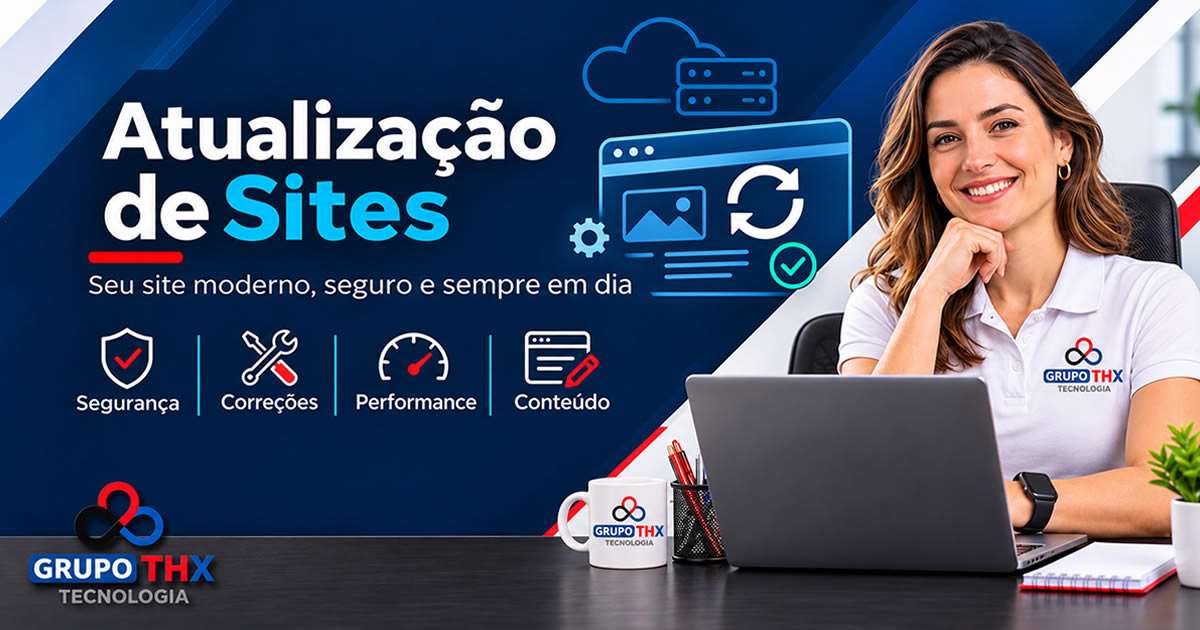 Atualização
de Sites
Seu site moderno, seguro e sempre em dia
Segurança
Correções
Performance
Conteúdo
GRUPO THX
TECNOLOGIA
GRUPO THX
TECNOLOGIA
GRUPO THX
TECNOLOGIA